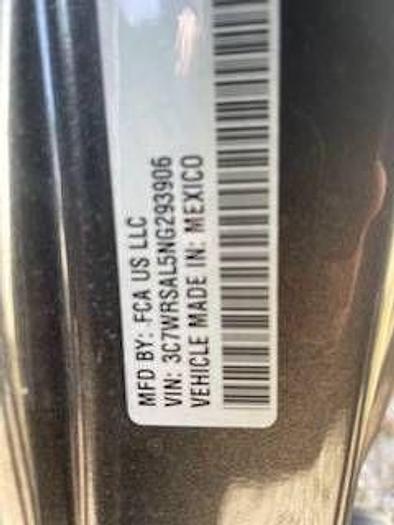 MFD BY: FCA US LLC
VIN: 3C7WRSAL5NG293906
VEHICLE MADE IN: MEXICO